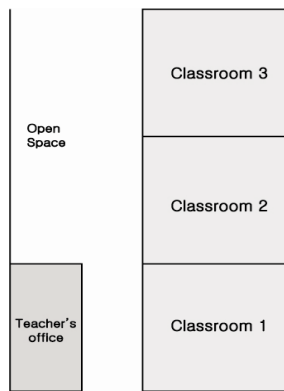 Classroom 3
Open
Space
Classroom 2
Teacher's
office
Classroom 1